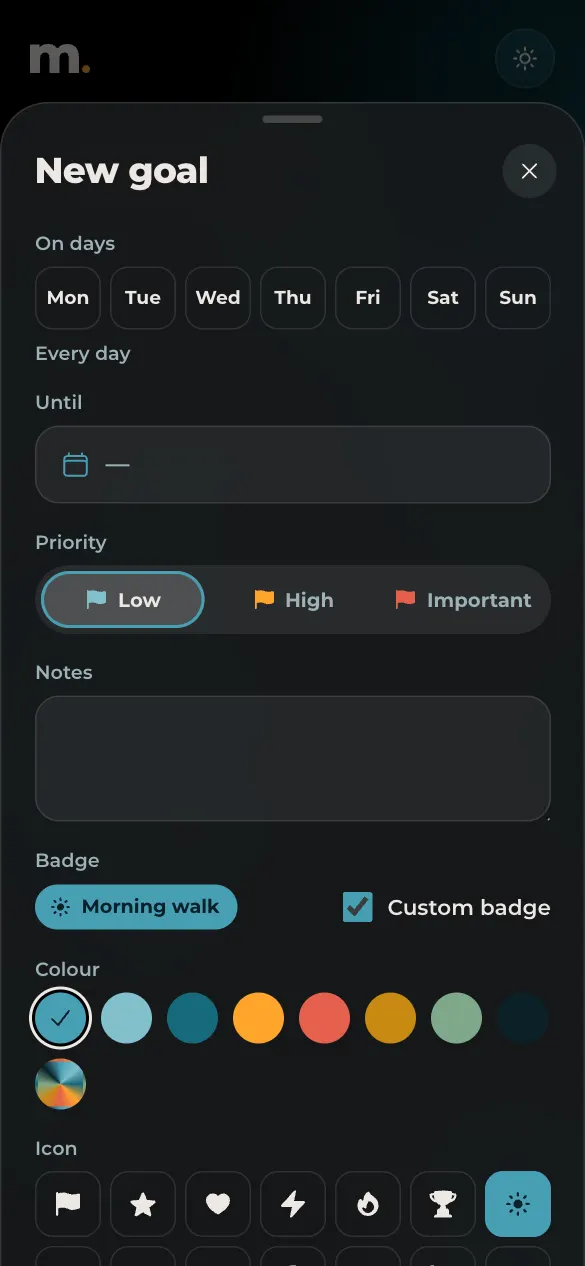 m.
New goal
On days
Mon Tue Wed Thu Fri Sat Sun
Every day
Until
—
Priority
Low High Important
Notes
Badge
Morning walk Custom badge
Colour
Icon